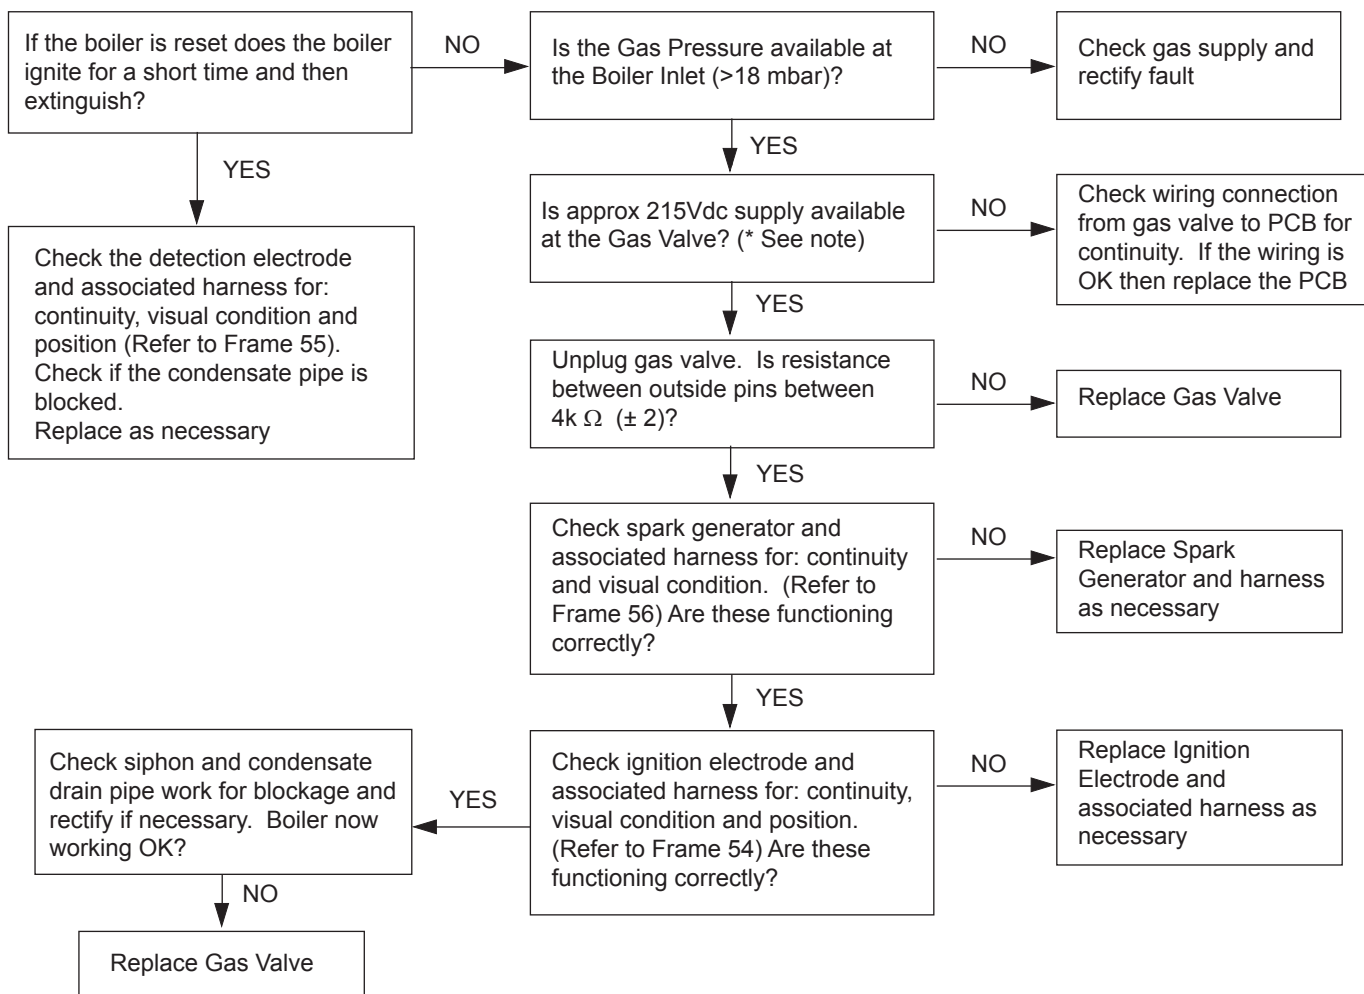 If the boiler is reset does the boiler
ignite for a short time and then
extinguish?
NO
Is the Gas Pressure available at
the Boiler Inlet (>18 mbar)?
NO
Check gas supply and
rectify fault
YES
YES
Check the detection electrode
and associated harness for:
continuity, visual condition and
position (Refer to Frame 55).
Check if the condensate pipe is
blocked.
Replace as necessary
Is approx 215Vdc supply available
at the Gas Valve? (* See note)
NO
Check wiring connection
from gas valve to PCB for
continuity.  If the wiring is
OK then replace the PCB
YES
Unplug gas valve.  Is resistance
between outside pins between
4k Ω  (± 2)?
NO
Replace Gas Valve
YES
Check spark generator and
associated harness for: continuity
and visual condition.  (Refer to
Frame 56) Are these functioning
correctly?
NO
Replace Spark
Generator and harness
as necessary
YES
Check ignition electrode and
associated harness for: continuity,
visual condition and position.
(Refer to Frame 54) Are these
functioning correctly?
NO
Replace Ignition
Electrode and
associated harness as
necessary
YES
Check siphon and condensate
drain pipe work for blockage and
rectify if necessary.  Boiler now
working OK?
NO
Replace Gas Valve